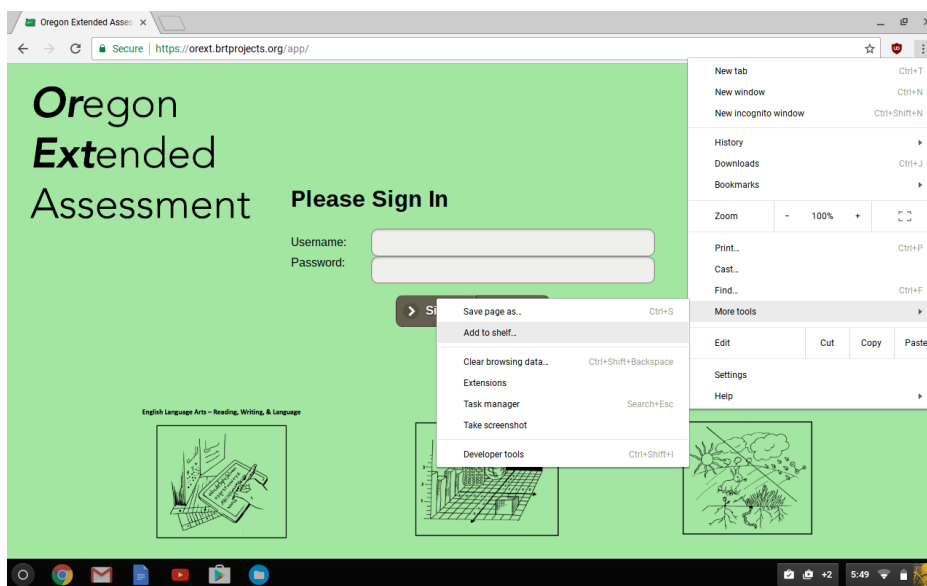 Oregon Extended Asses
Secure | https://orext.brtprojects.org/app/
Oregon
Extended
Assessment
Please Sign In
Username:
Password:
New tab Ctrl+T
New window Ctrl+N
New incognito window Ctrl+Shift+N
History
Downloads Ctrl+J
Bookmarks
Zoom - 100% +
Print... Ctrl+P
Cast...
Find... Ctrl+F
More tools
Edit Cut Copy Paste
Settings
Help
Save page as... Ctrl+S
Add to shelf...
Clear browsing data... Ctrl+Shift+Backspace
Extensions
Task manager Search+Esc
Take screenshot
Developer tools Ctrl+Shift+I
English Language Arts – Reading, Writing, & Language
+2 5:49